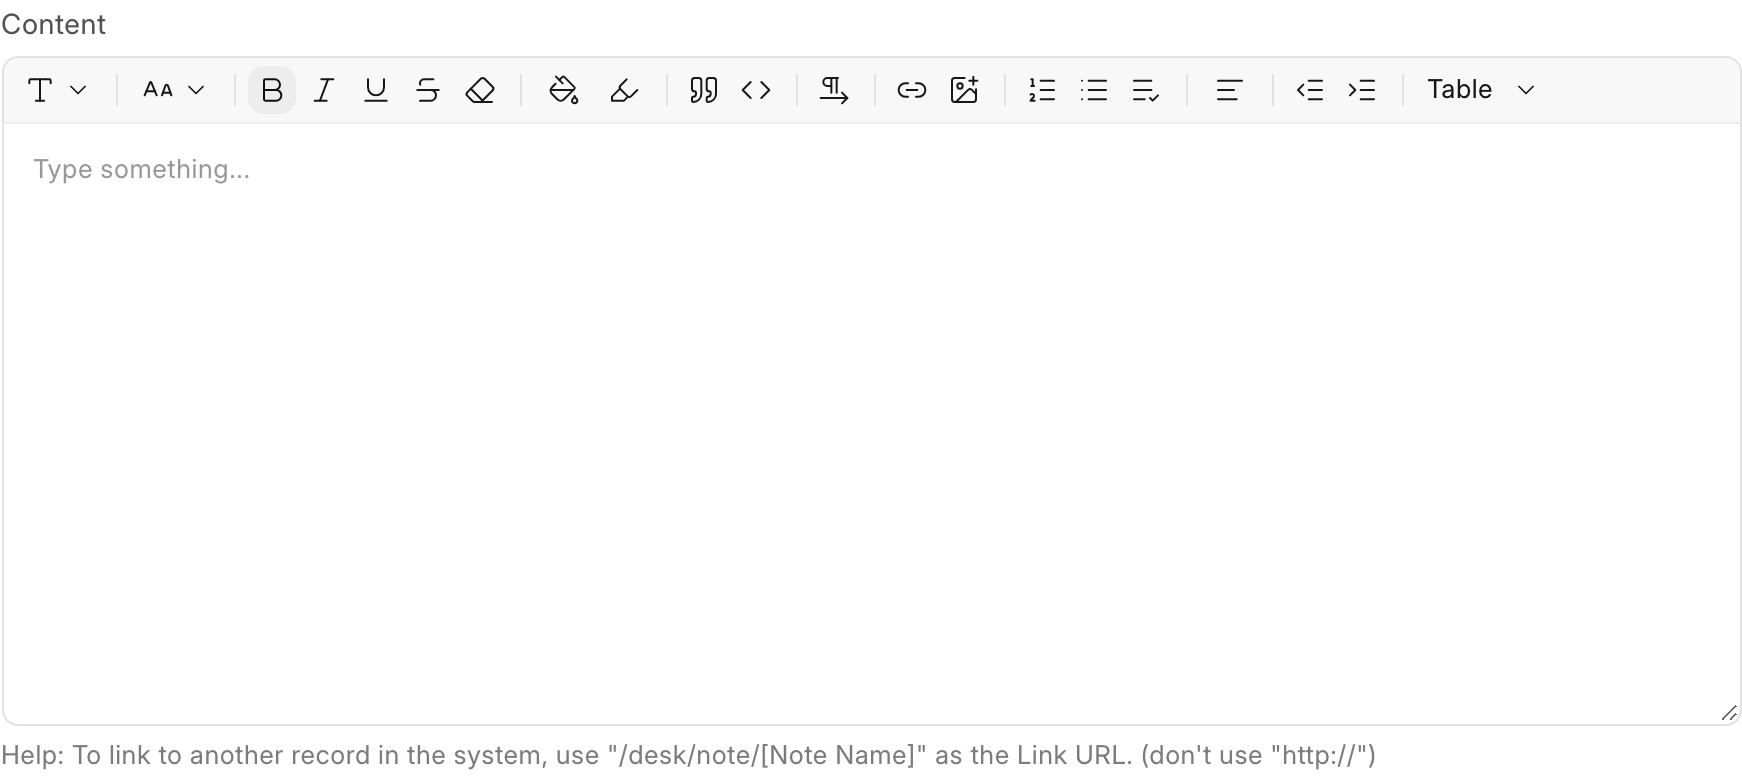 Content
Table
Type something...
Help: To link to another record in the system, use "/desk/note/[Note Name]" as the Link URL. (don't use "http://")